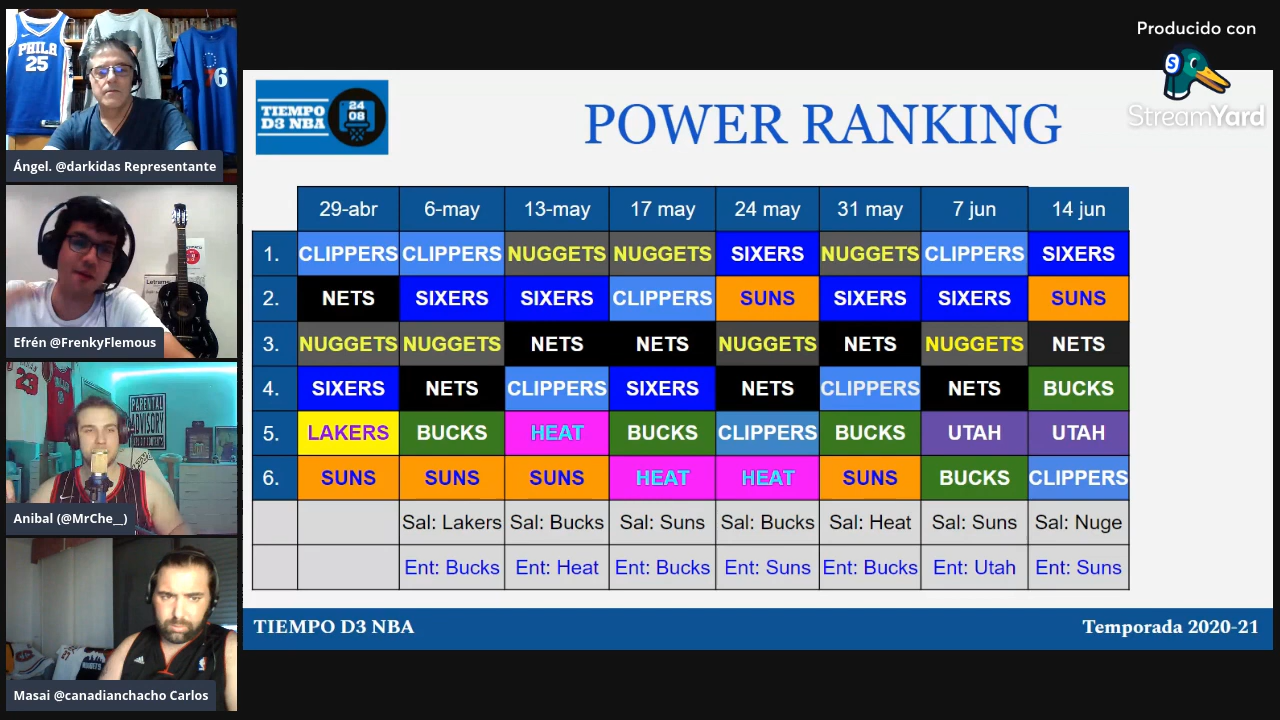 PHILA
25
6
Ángel. @darkidas Representante
Efrén @FrenkyFlemous
23
PARENTAL
ADVISORY
Anibal (@MrChe__)
Masai @canadianchacho Carlos
Producido con
S
StreamYard
TIEMPO
D3 NBA
24
08
POWER RANKING
29-abr 6-may 13-may 17 may 24 may 31 may 7 jun 14 jun
1. CLIPPERS CLIPPERS NUGGETS NUGGETS SIXERS NUGGETS CLIPPERS SIXERS
2. NETS SIXERS SIXERS CLIPPERS SUNS SIXERS SIXERS SUNS
3. NUGGETS NUGGETS NETS NETS NUGGETS NETS NUGGETS NETS
4. SIXERS NETS CLIPPERS SIXERS NETS CLIPPERS NETS BUCKS
5. LAKERS BUCKS HEAT BUCKS CLIPPERS BUCKS UTAH UTAH
6. SUNS SUNS SUNS HEAT HEAT SUNS BUCKS CLIPPERS
Sal: Lakers Sal: Bucks Sal: Suns Sal: Bucks Sal: Heat Sal: Suns Sal: Nuge
Ent: Bucks Ent: Heat Ent: Bucks Ent: Suns Ent: Bucks Ent: Utah Ent: Suns
TIEMPO D3 NBA
Temporada 2020-21